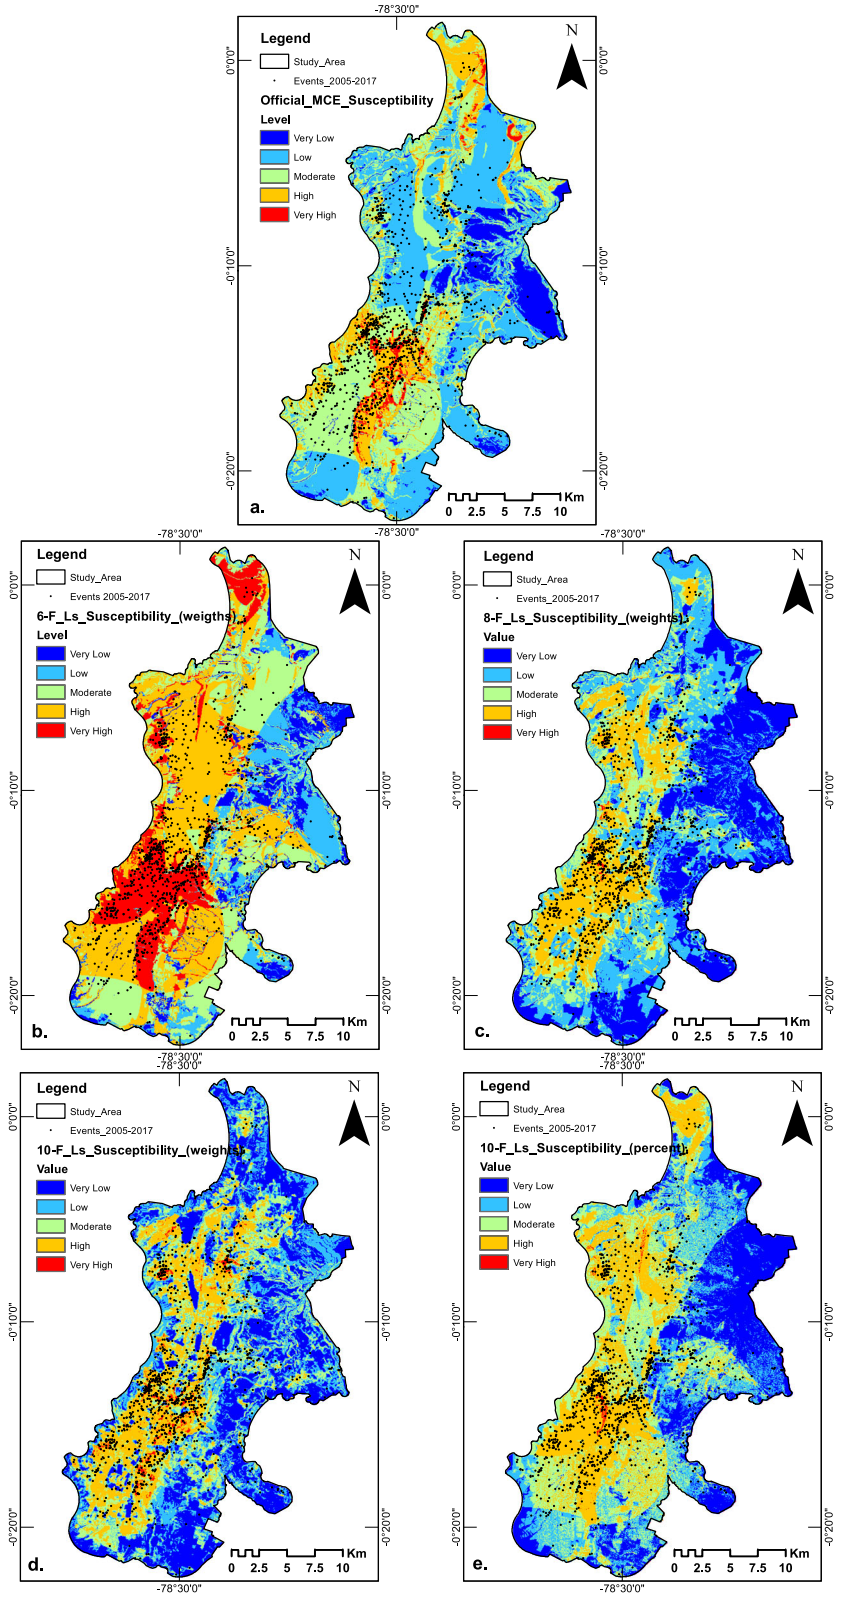 -78°30'0"
Legend
Study_Area
Events_2005-2017
Official_MCE_Susceptibility
Level
Very Low
Low
Moderate
High
Very High
N
0°0'0"
0°0'0"
-0°10'0"
-0°10'0"
-0°20'0"
-0°20'0"
Km
0 2.5 5 7.5 10
a.
-78°30'0"
-78°30'0"
Legend
Study_Area
Events 2005-2017
6-F_Ls_Susceptibility_(weigths)
Level
Very Low
Low
Moderate
High
Very High
N
0°0'0"
0°0'0"
-0°10'0"
-0°10'0"
-0°20'0"
-0°20'0"
Km
0 2.5 5 7.5 10
b.
-78°30'0"
-78°30'0"
Legend
Study_Area
Events_2005-2017
8-F_Ls_Susceptibility_(weights)
Value
Very Low
Low
Moderate
High
Very High
N
0°0'0"
0°0'0"
-0°10'0"
-0°10'0"
-0°20'0"
-0°20'0"
Km
0 2.5 5 7.5 10
c.
-78°30'0"
Legend
Study_Area
Events_2005-2017
10-F_Ls_Susceptibility_(weights)
Value
Very Low
Low
Moderate
High
Very High
N
0°0'0"
0°0'0"
-0°10'0"
-0°10'0"
-0°20'0"
-0°20'0"
Km
0 2.5 5 7.5 10
d.
-78°30'0"
Legend
Study_Area
Events_2005-2017
10-F_Ls_Susceptibility_(percent)
Value
Very Low
Low
Moderate
High
Very High
N
0°0'0"
0°0'0"
-0°10'0"
-0°10'0"
-0°20'0"
-0°20'0"
Km
0 2.5 5 7.5 10
e.
-78°30'0"